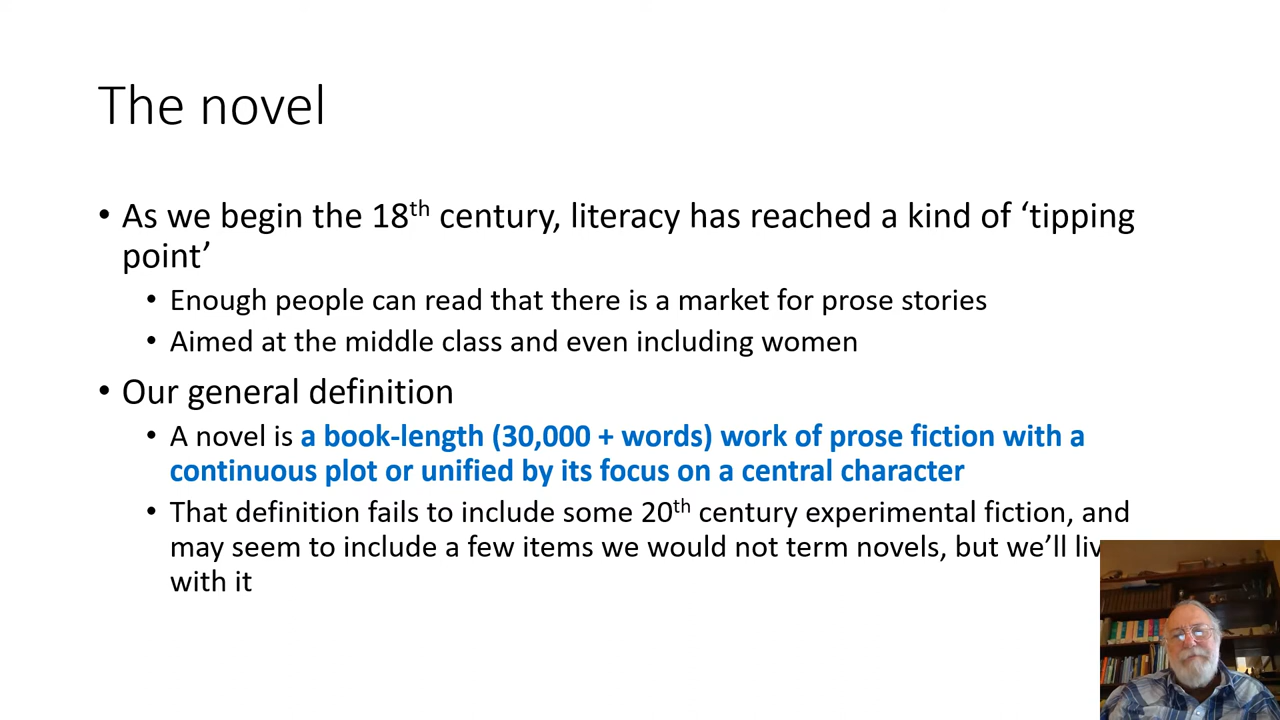 The novel
• As we begin the 18th century, literacy has reached a kind of ‘tipping
point’
• Enough people can read that there is a market for prose stories
• Aimed at the middle class and even including women
• Our general definition
• A novel is a book-length (30,000 + words) work of prose fiction with a
continuous plot or unified by its focus on a central character
• That definition fails to include some 20th century experimental fiction, and
may seem to include a few items we would not term novels, but we’ll liv
with it